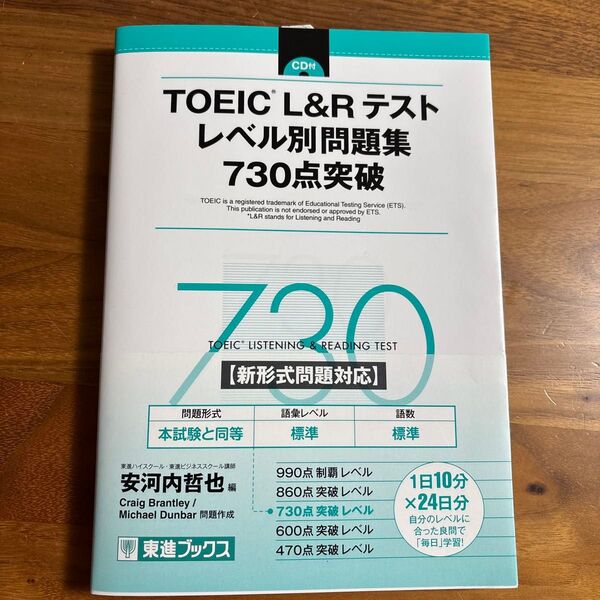 CD付
TOEIC® L&R テスト
レベル別問題集
730点突破
TOEIC is a registered trademark of Educational Testing Service (ETS).
This publication is not endorsed or approved by ETS.
*L&R stands for Listening and Reading
730
TOEIC® LISTENING & READING TEST
【新形式問題対応】
問題形式 語彙レベル 語数
本試験と同等 標準 標準
東進ハイスクール・東進ビジネススクール講師
安河内哲也 編
Craig Brantley /
Michael Dunbar 問題作成
東進ブックス
990点 制覇 レベル
860点 突破 レベル
730点 突破 レベル
600点 突破 レベル
470点 突破 レベル
1日10分
×24日分
自分のレベルに
合った良問で
「毎日」学習!